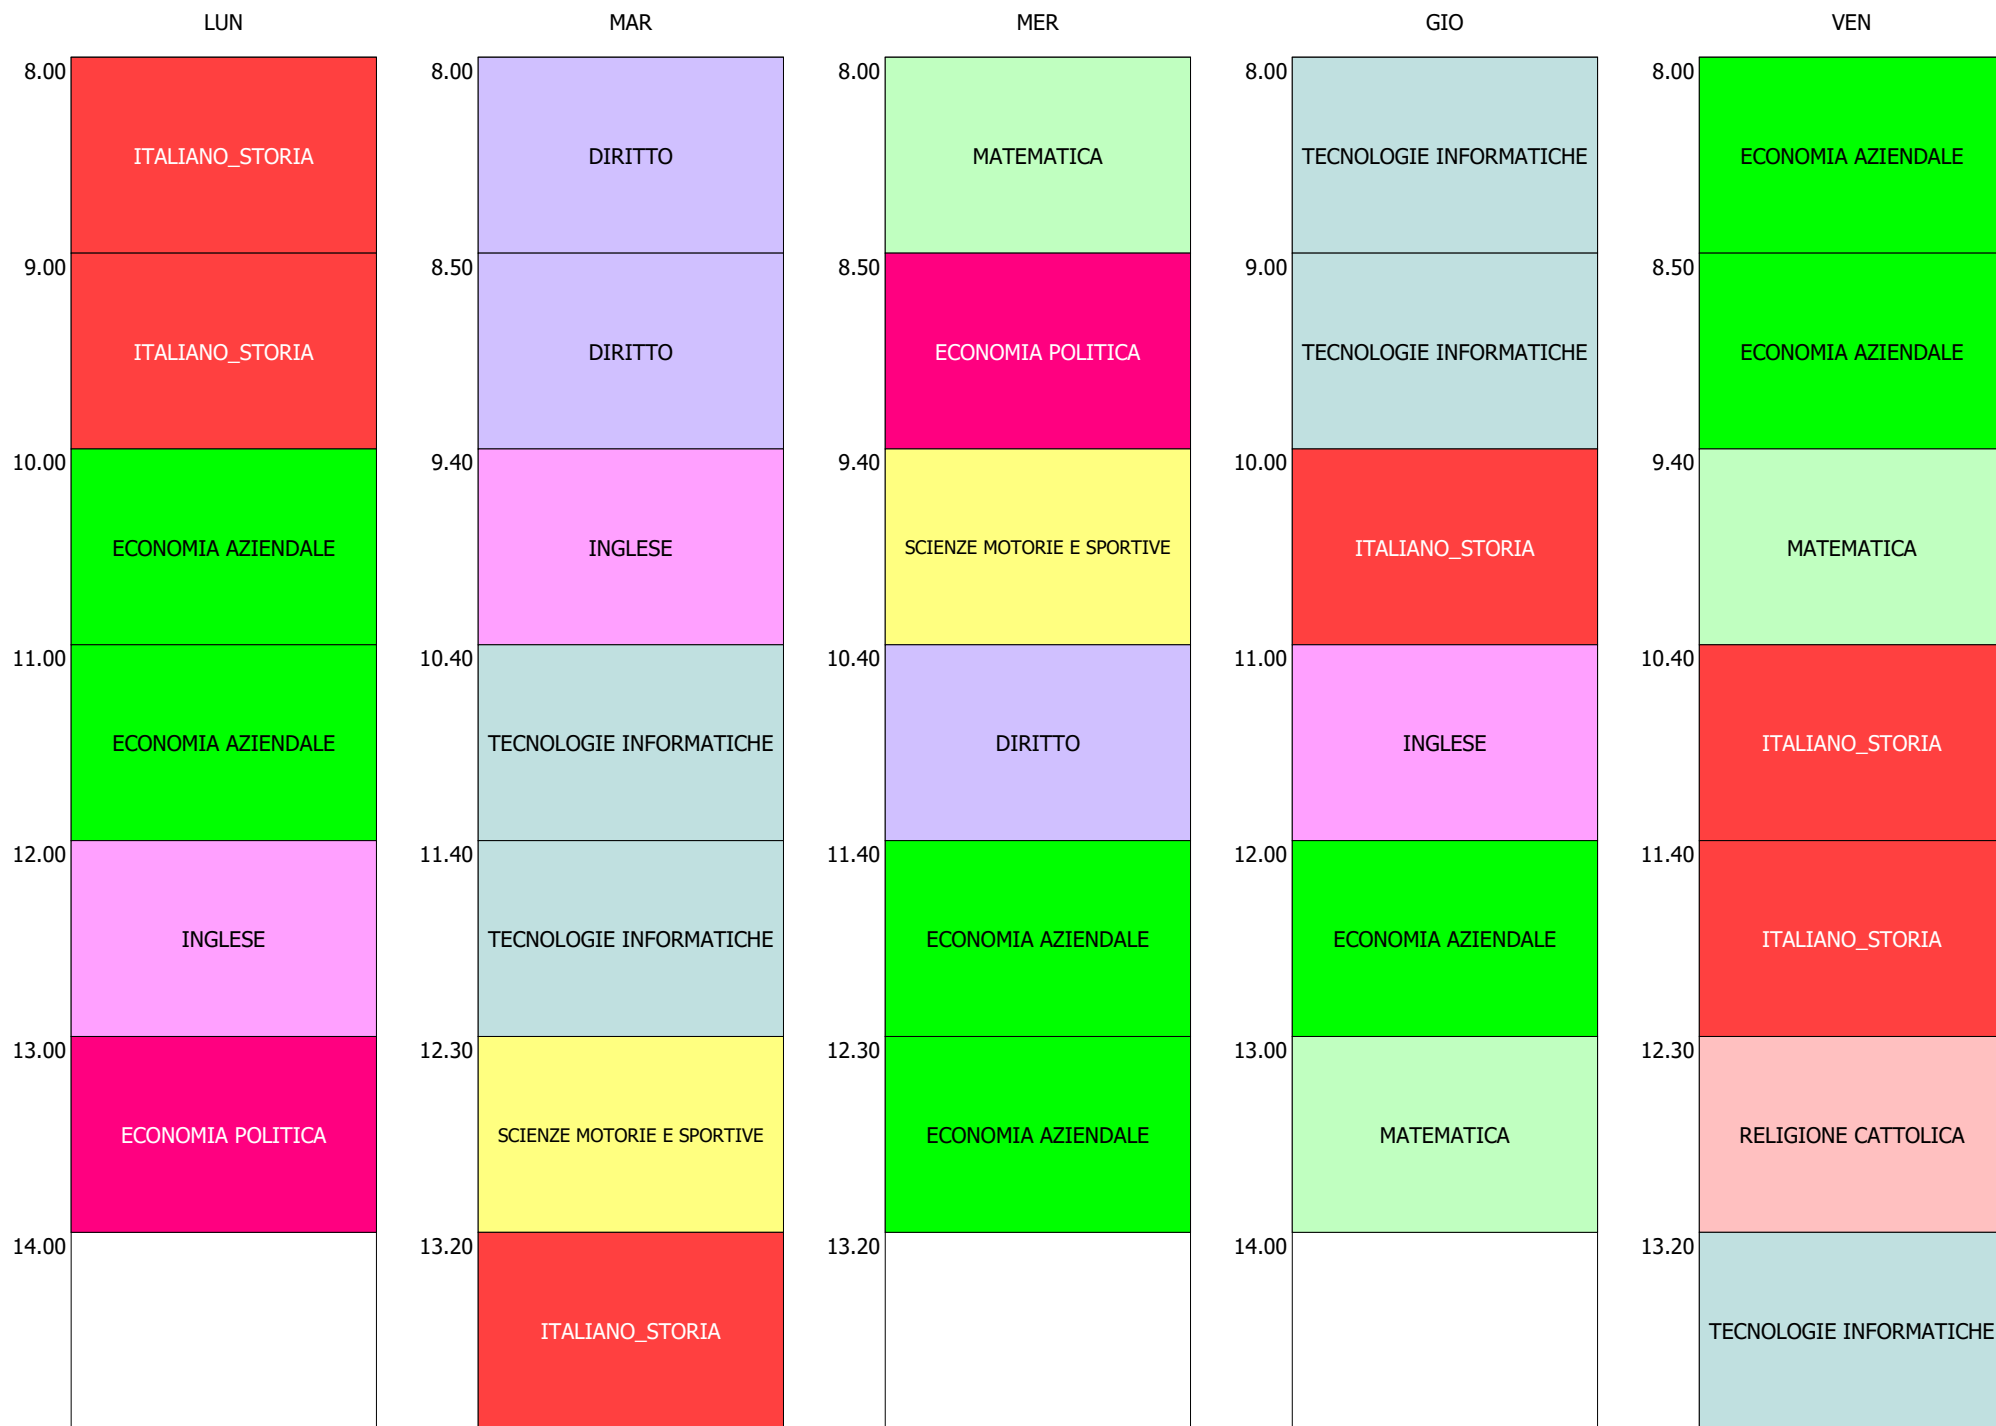 LUN MAR MER GIO VEN
8.00 ITALIANO_STORIA 8.00 DIRITTO 8.00 MATEMATICA 8.00 TECNOLOGIE INFORMATICHE 8.00 ECONOMIA AZIENDALE
9.00 ITALIANO_STORIA 8.50 DIRITTO 8.50 ECONOMIA POLITICA 9.00 TECNOLOGIE INFORMATICHE 8.50 ECONOMIA AZIENDALE
10.00 ECONOMIA AZIENDALE 9.40 INGLESE 9.40 SCIENZE MOTORIE E SPORTIVE 10.00 ITALIANO_STORIA 9.40 MATEMATICA
11.00 ECONOMIA AZIENDALE 10.40 TECNOLOGIE INFORMATICHE 10.40 DIRITTO 11.00 INGLESE 10.40 ITALIANO_STORIA
12.00 INGLESE 11.40 TECNOLOGIE INFORMATICHE 11.40 ECONOMIA AZIENDALE 12.00 ECONOMIA AZIENDALE 11.40 ITALIANO_STORIA
13.00 ECONOMIA POLITICA 12.30 SCIENZE MOTORIE E SPORTIVE 12.30 ECONOMIA AZIENDALE 13.00 MATEMATICA 12.30 RELIGIONE CATTOLICA
14.00 13.20 ITALIANO_STORIA 13.20 14.00 13.20 TECNOLOGIE INFORMATICHE